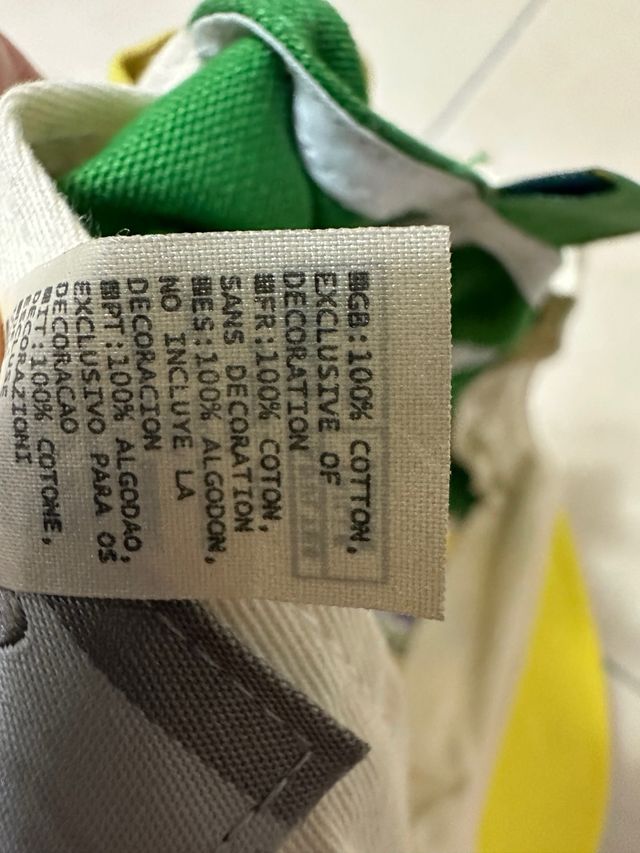 ■GB:100% COTTON,
EXCLUSIVE OF
DECORATION
■FR:100% COTON,
SANS DECORATION
■ES:100% ALGODON,
NO INCLUYE LA
DECORACION
■PT:100% ALGODAO,
EXCLUSIVO PARA OS
DECORACAO
■IT:100% COTONE,
DECORAZIONI